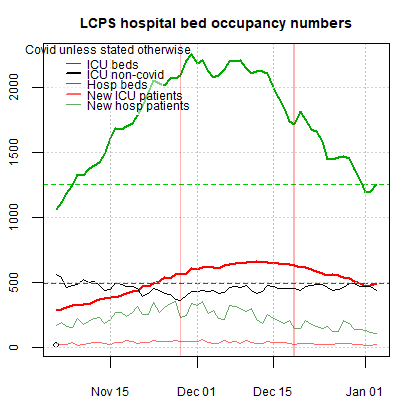 LCPS hospital bed occupancy numbers
Covid unless stated otherwise
ICU beds
ICU non-covid
Hosp beds
New ICU patients
New hosp patients
2000
1500
1000
500
0
Nov 15 Dec 01 Dec 15 Jan 01